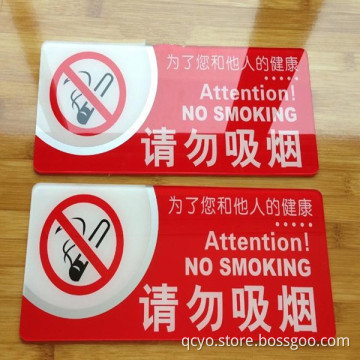 为了您和他人的健康
Attention!
NO SMOKING
请勿吸烟
为了您和他人的健康
Attention!
NO SMOKING
请勿吸烟
qcyo.store.bossgoo.com